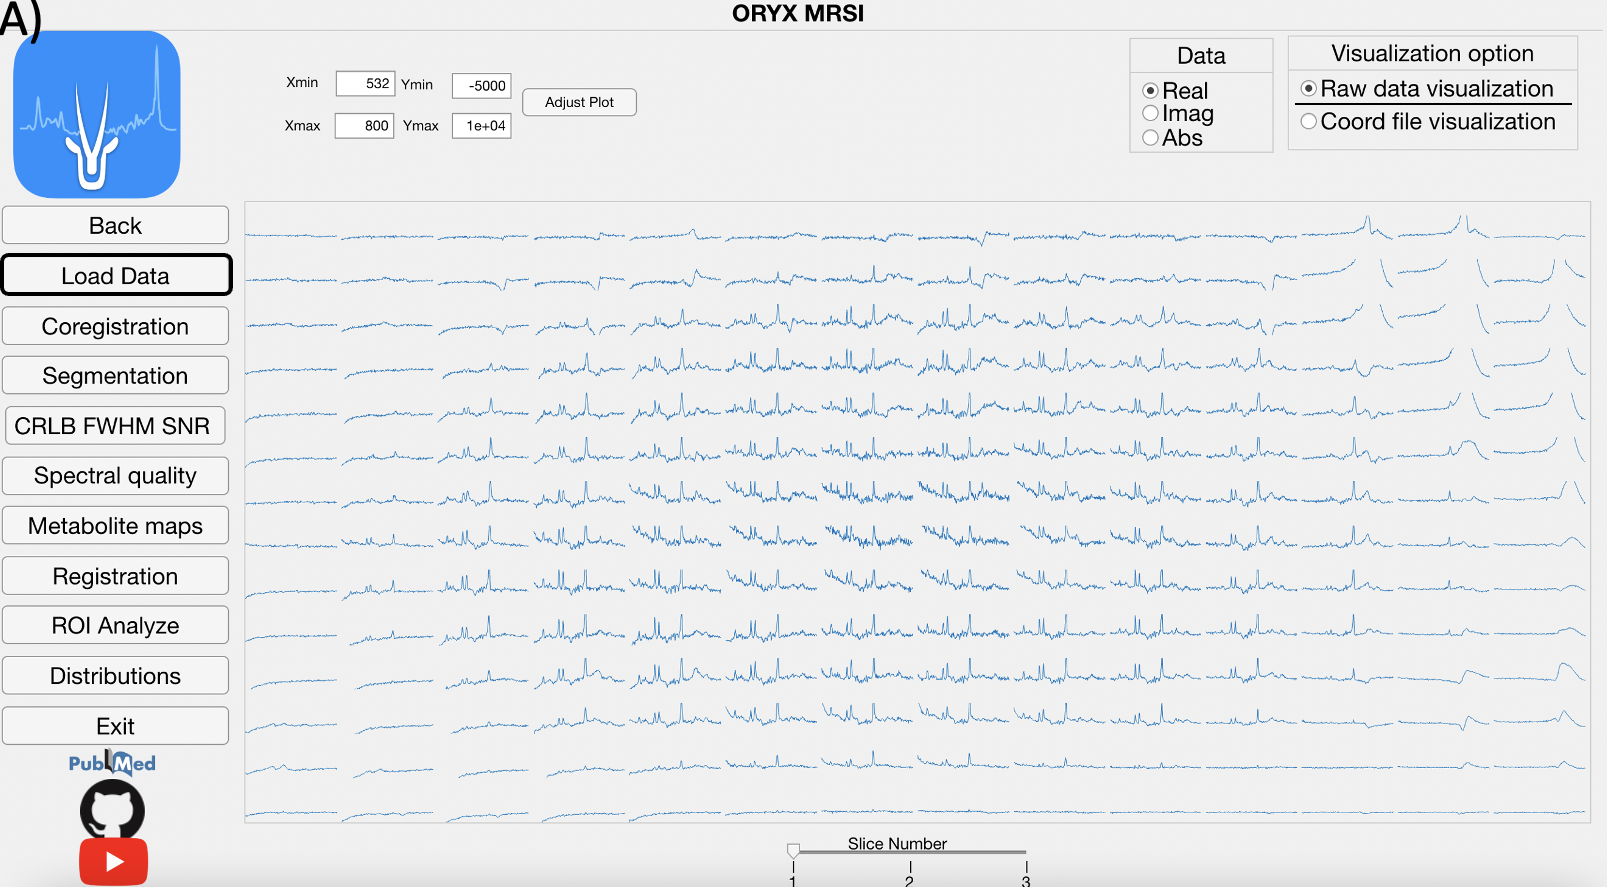 A)
ORYX MRSI
Xmin 532 Ymin -5000
Adjust Plot
Xmax 800 Ymax 1e+04
Data
Real
Imag
Abs
Visualization option
Raw data visualization
Coord file visualization
Back
Load Data
Coregistration
Segmentation
CRLB FWHM SNR
Spectral quality
Metabolite maps
Registration
ROI Analyze
Distributions
Exit
PubMed
Slice Number
1 2 3